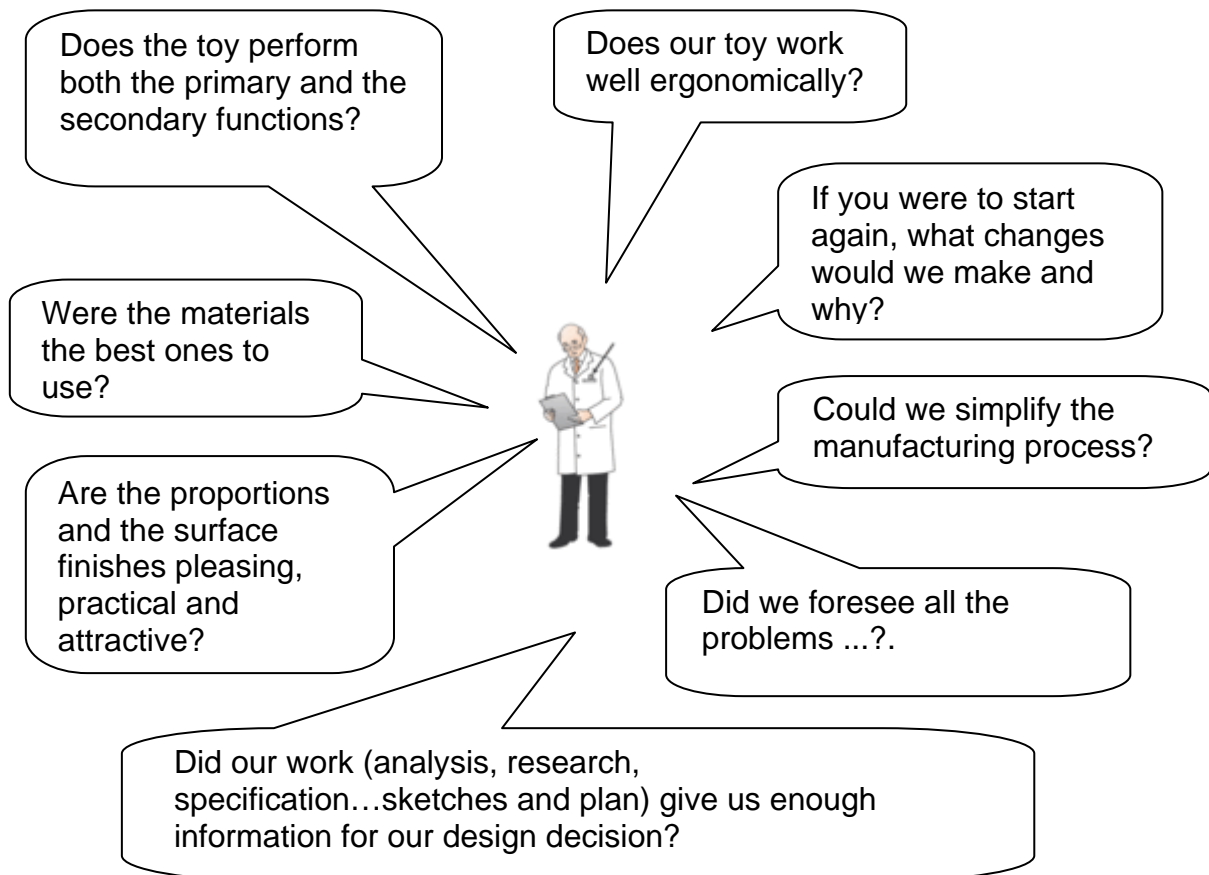 Does the toy perform
both the primary and the
secondary functions?
Does our toy work
well ergonomically?
If you were to start
again, what changes
would we make and
why?
Were the materials
the best ones to
use?
Could we simplify the
manufacturing process?
Are the proportions
and the surface
finishes pleasing,
practical and
attractive?
Did we foresee all the
problems ...?.
Did our work (analysis, research,
specification…sketches and plan) give us enough
information for our design decision?